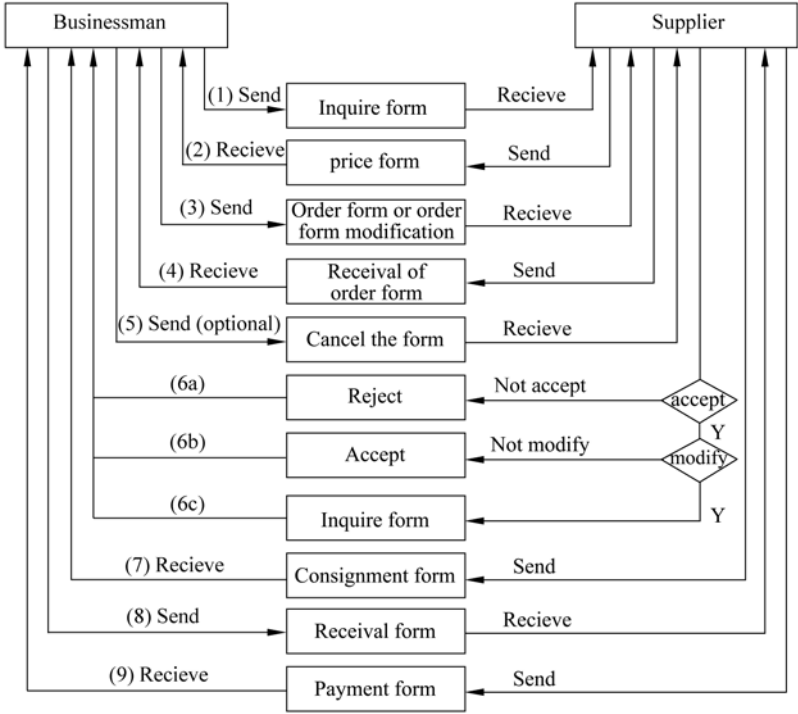 Businessman
Supplier
(1) Send
Inquire form
Recieve
(2) Recieve
price form
Send
(3) Send
Order form or order
form modification
Recieve
(4) Recieve
Receival of
order form
Send
(5) Send (optional)
Cancel the form
Recieve
(6a)
Reject
Not accept
accept
Y
(6b)
Accept
Not modify
modify
(6c)
Inquire form
Y
(7) Recieve
Consignment form
Send
(8) Send
Receival form
Recieve
(9) Recieve
Payment form
Send